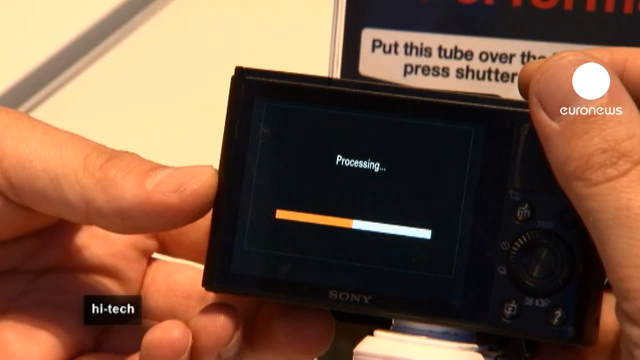 Put this tube over the
press shutter
euronews
Processing...
SONY
hi-tech